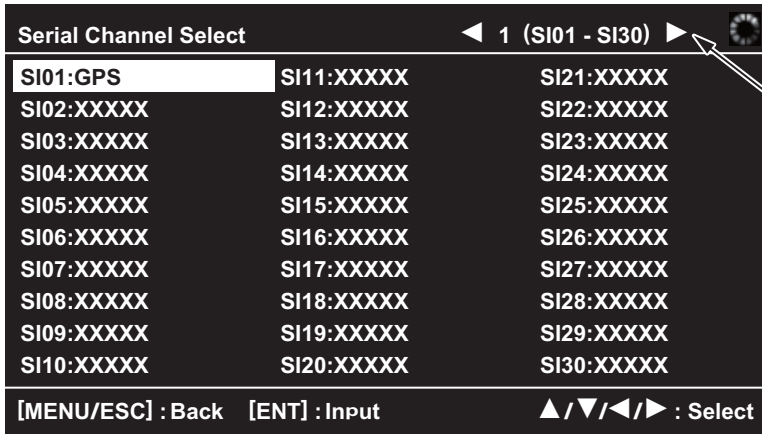 Serial Channel Select ◀ 1 (SI01 - SI30) ▶
SI01:GPS SI11:XXXXX SI21:XXXXX
SI02:XXXXX SI12:XXXXX SI22:XXXXX
SI03:XXXXX SI13:XXXXX SI23:XXXXX
SI04:XXXXX SI14:XXXXX SI24:XXXXX
SI05:XXXXX SI15:XXXXX SI25:XXXXX
SI06:XXXXX SI16:XXXXX SI26:XXXXX
SI07:XXXXX SI17:XXXXX SI27:XXXXX
SI08:XXXXX SI18:XXXXX SI28:XXXXX
SI09:XXXXX SI19:XXXXX SI29:XXXXX
SI10:XXXXX SI20:XXXXX SI30:XXXXX
[MENU/ESC] : Back [ENT] : Input ▲/▼/◀/▶ : Select